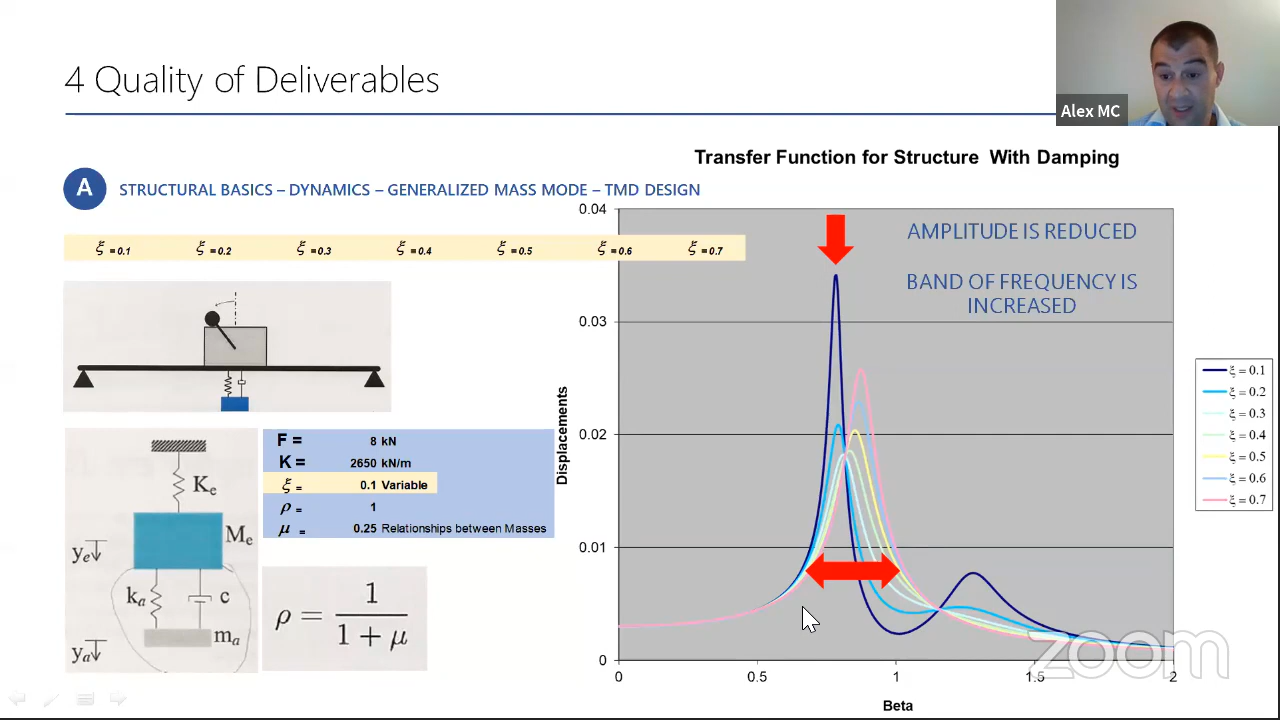 4 Quality of Deliverables
Alex MC
A
STRUCTURAL BASICS – DYNAMICS – GENERALIZED MASS MODE – TMD DESIGN
ξ =0.1 ξ =0.2 ξ =0.3 ξ =0.4 ξ =0.5 ξ =0.6 ξ =0.7
Ke
Me
ye
ka
c
ma
ya
F = 8 kN
K = 2650 kN/m
ξ = 0.1 Variable
ρ = 1
μ = 0.25 Relationships between Masses
ρ = 1 / (1 + μ)
Transfer Function for Structure With Damping
AMPLITUDE IS REDUCED
BAND OF FREQUENCY IS
INCREASED
Displacements
0.04
0.03
0.02
0.01
0
0 0.5 1 1.5 2
Beta
ξ = 0.1
ξ = 0.2
ξ = 0.3
ξ = 0.4
ξ = 0.5
ξ = 0.6
ξ = 0.7
zoom